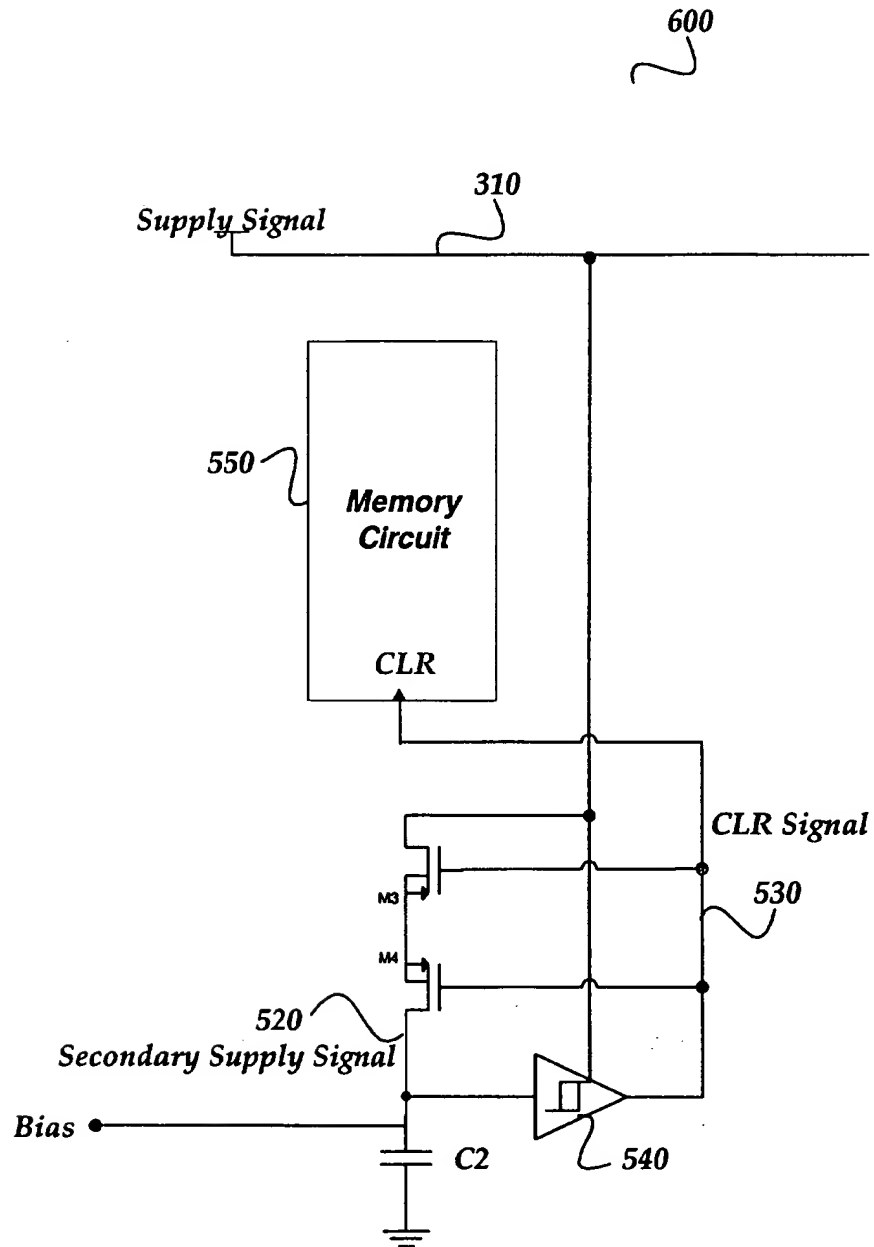 600
310
Supply Signal
550
Memory
Circuit
CLR
CLR Signal
M3
530
M4
520
Secondary Supply Signal
Bias
C2
540